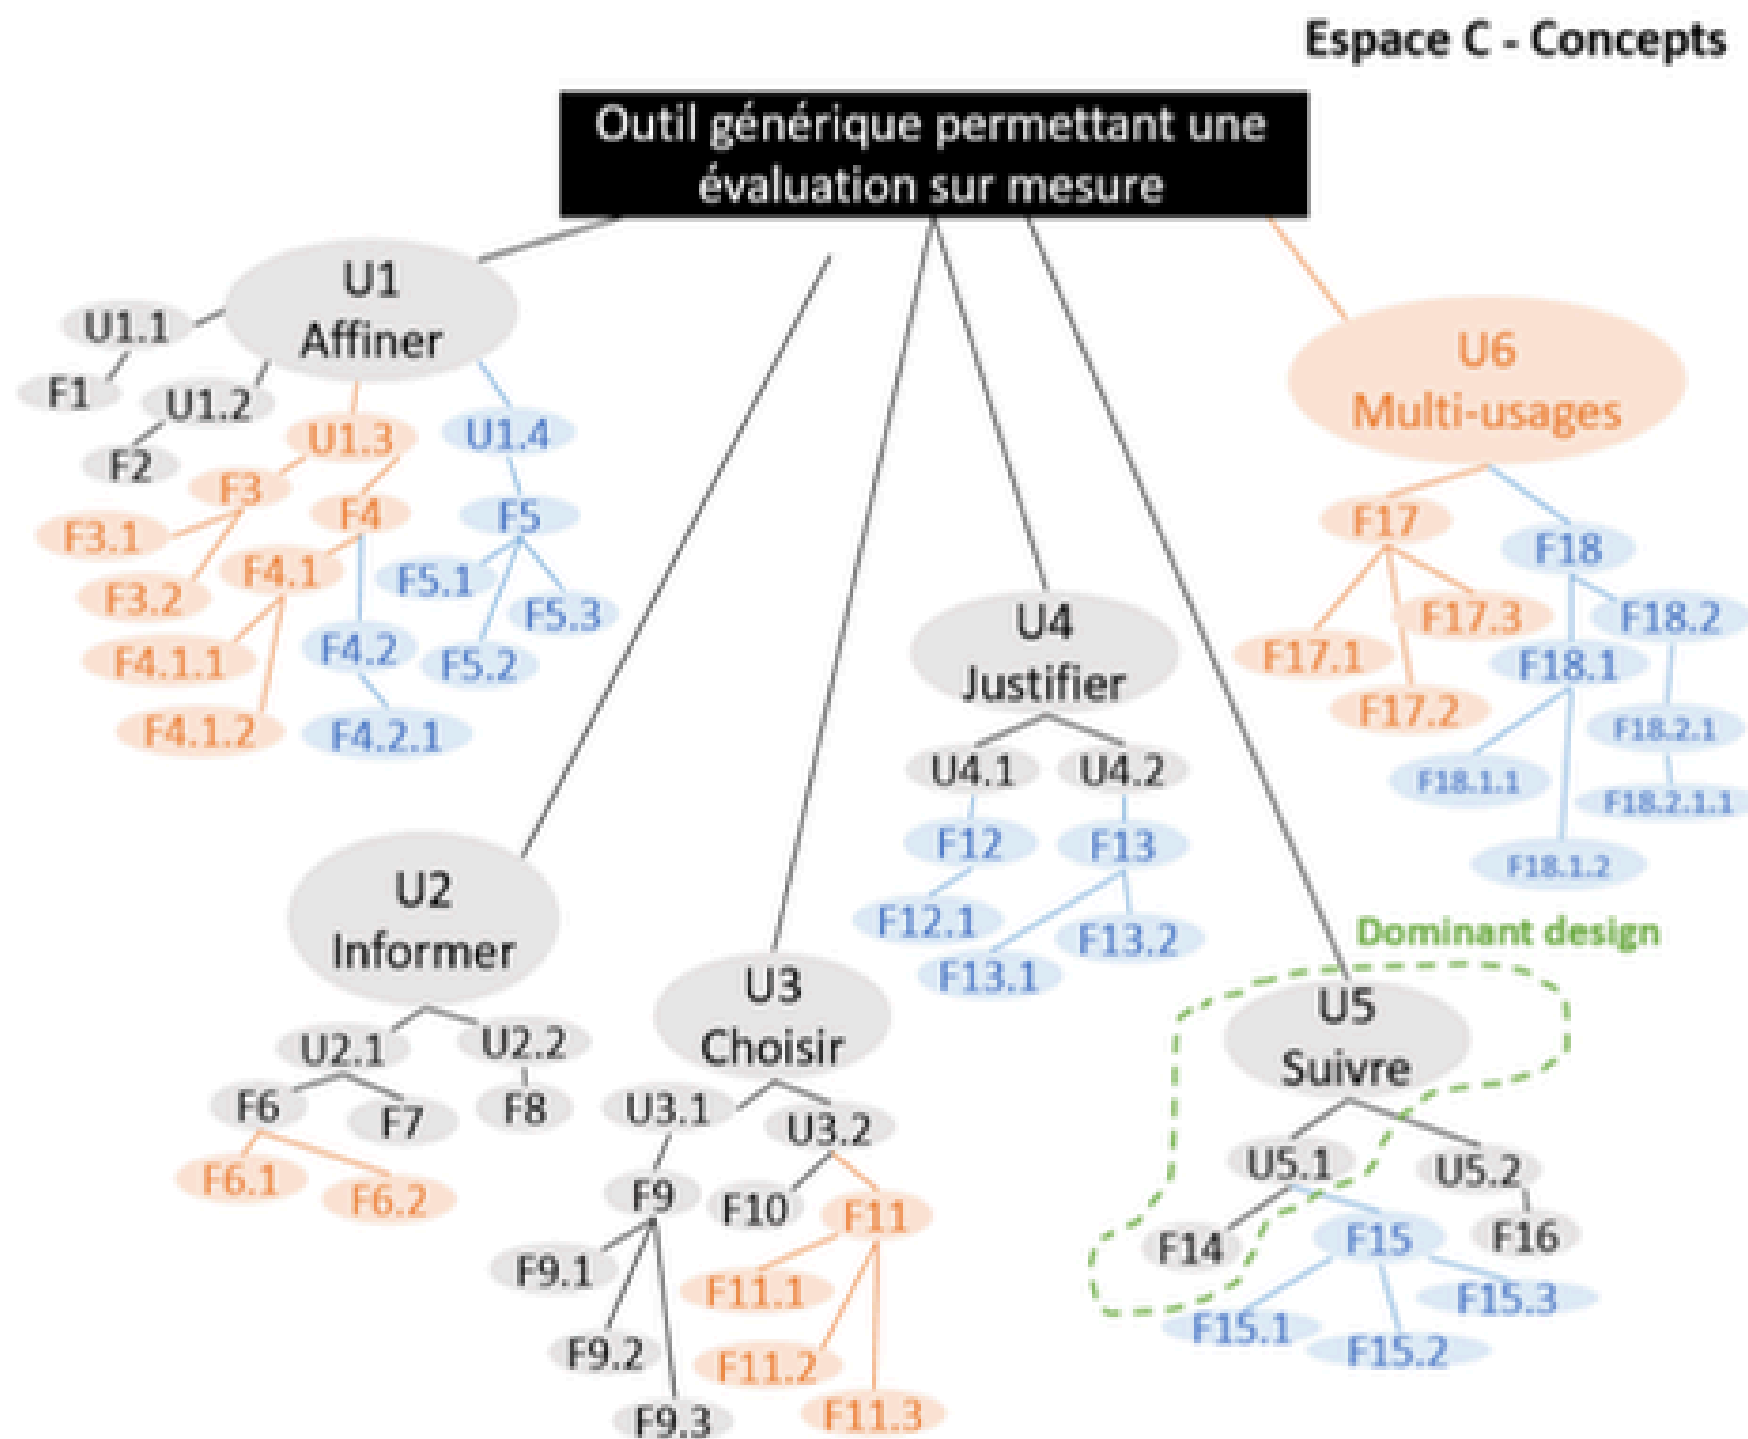 Espace C - Concepts
Outil générique permettant une
évaluation sur mesure
U1
Affiner
U1.1
F1
U1.2
F2
U1.3
F3
F3.1
F3.2
F4
F4.1
F4.1.1
F4.1.2
F4.2
F4.2.1
U1.4
F5
F5.1
F5.2
F5.3
U2
Informer
U2.1
F6
F6.1
F6.2
F7
U2.2
F8
U3
Choisir
U3.1
F9
F9.1
F9.2
F9.3
U3.2
F10
F11
F11.1
F11.2
F11.3
U4
Justifier
U4.1
F12
F12.1
U4.2
F13
F13.1
F13.2
Dominant design
U5
Suivre
U5.1
F14
F15
F15.1
F15.2
F15.3
U5.2
F16
U6
Multi-usages
F17
F17.1
F17.2
F17.3
F18
F18.1
F18.1.1
F18.1.2
F18.2
F18.2.1
F18.2.1.1